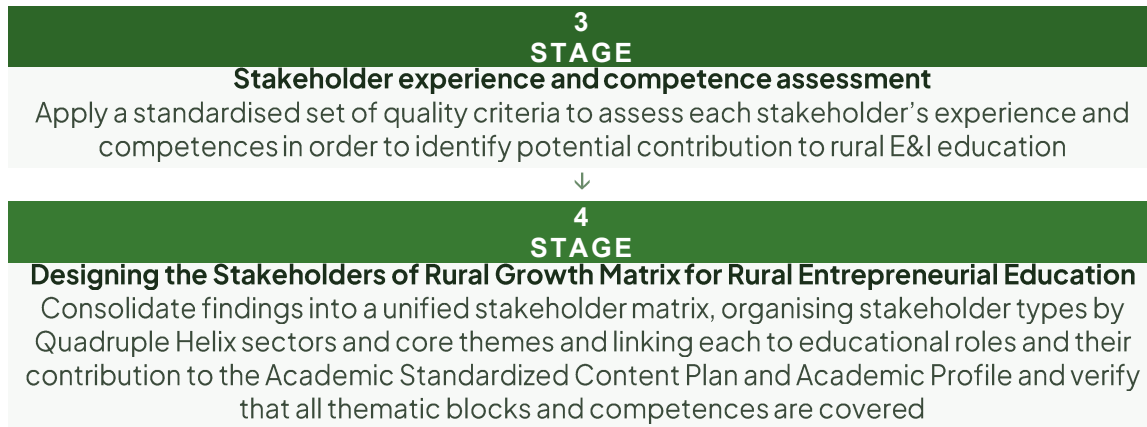 3
STAGE
Stakeholder experience and competence assessment
Apply a standardised set of quality criteria to assess each stakeholder’s experience and
competences in order to identify potential contribution to rural E&I education
↓
4
STAGE
Designing the Stakeholders of Rural Growth Matrix for Rural Entrepreneurial Education
Consolidate findings into a unified stakeholder matrix, organising stakeholder types by
Quadruple Helix sectors and core themes and linking each to educational roles and their
contribution to the Academic Standardized Content Plan and Academic Profile and verify
that all thematic blocks and competences are covered